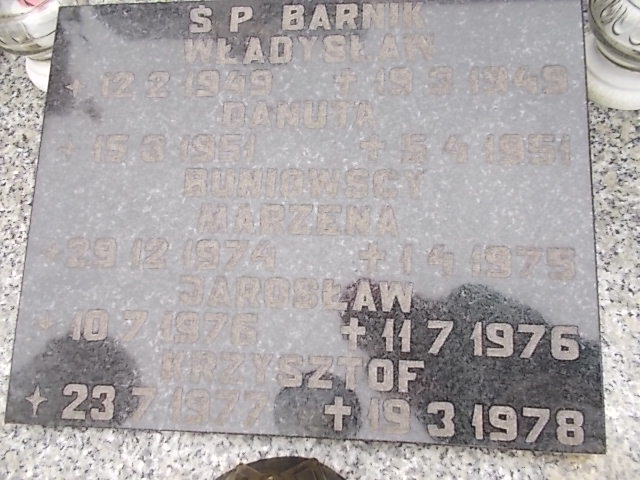 Ś P BARNIK
WŁADYSŁAW
12 2 1949 + 19 3 1949
DANUTA
+ 15 3 1951 + 5 4 1951
BUNIOWSCY
MARZENA
29 12 1974 + 1 4 1975
JAROSŁAW
10 7 1976 + 11 7 1976
KRZYSZTOF
+ 23 7 1977 + 19 3 1978